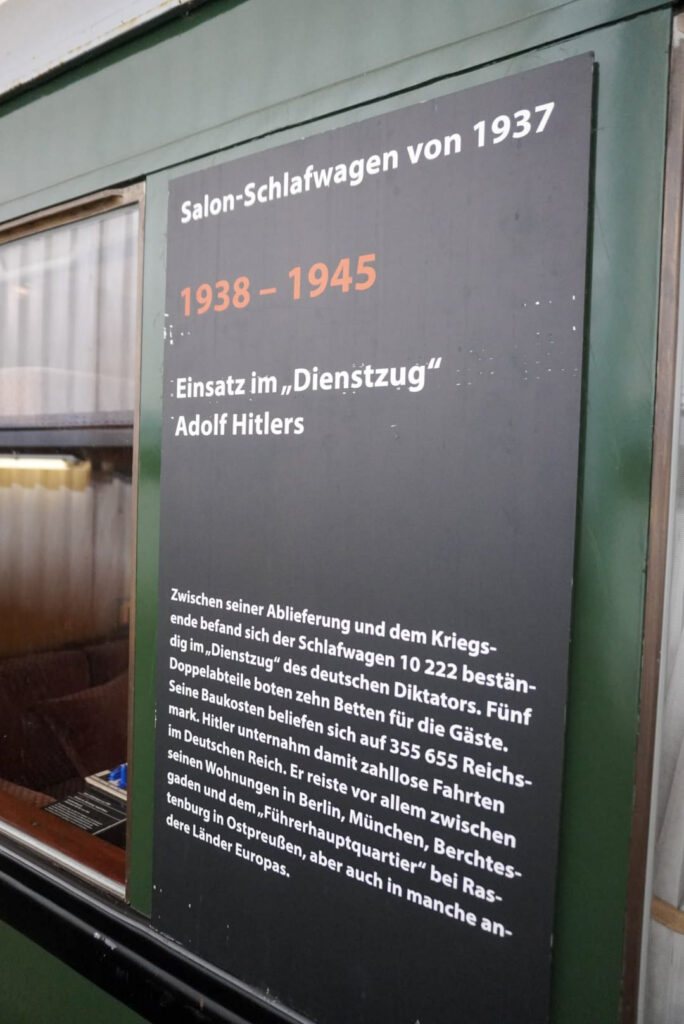 Salon-Schlafwagen von 1937
1938 – 1945
Einsatz im „Dienstzug“
Adolf Hitlers
Zwischen seiner Ablieferung und dem Kriegs-
ende befand sich der Schlafwagen 10 222 bestän-
dig im „Dienstzug“ des deutschen Diktators. Fünf
Doppelabteile boten zehn Betten für die Gäste.
Seine Baukosten beliefen sich auf 355 655 Reichs-
mark. Hitler unternahm damit zahllose Fahrten
im Deutschen Reich. Er reiste vor allem zwischen
seinen Wohnungen in Berlin, München, Berchtes-
gaden und dem „Führerhauptquartier“ bei Ras-
tenburg in Ostpreußen, aber auch in manche an-
dere Länder Europas.